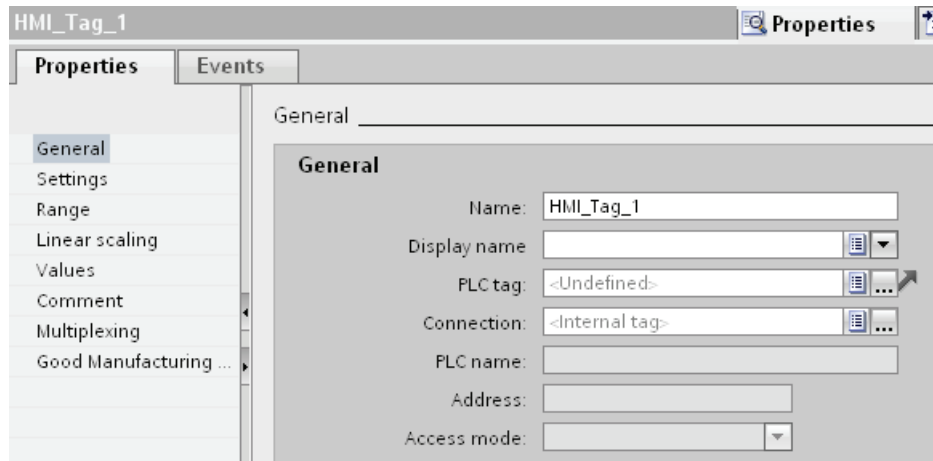 HMI_Tag_1
Properties
Properties
Events
General
Settings
Range
Linear scaling
Values
Comment
Multiplexing
Good Manufacturing ...
General
General
Name: HMI_Tag_1
Display name
PLC tag: <Undefined> ...
Connection: <Internal tag> ...
PLC name:
Address:
Access mode: